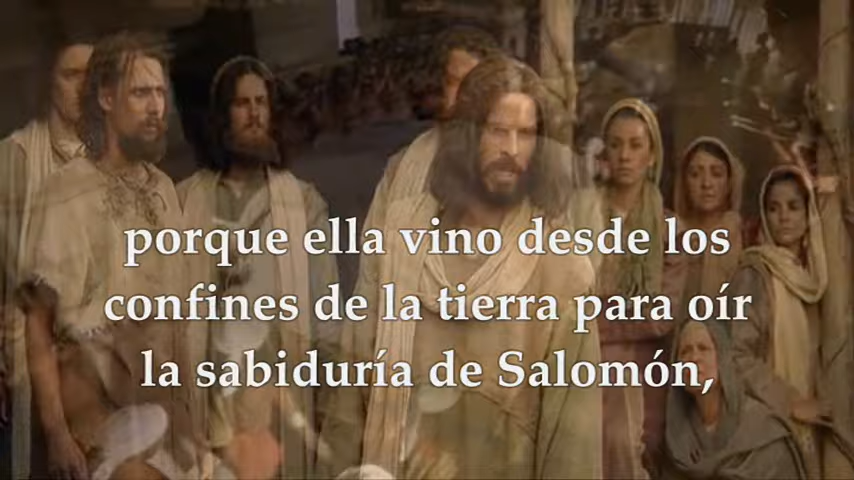 porque ella vino desde los
confines de la tierra para oír
la sabiduría de Salomón,